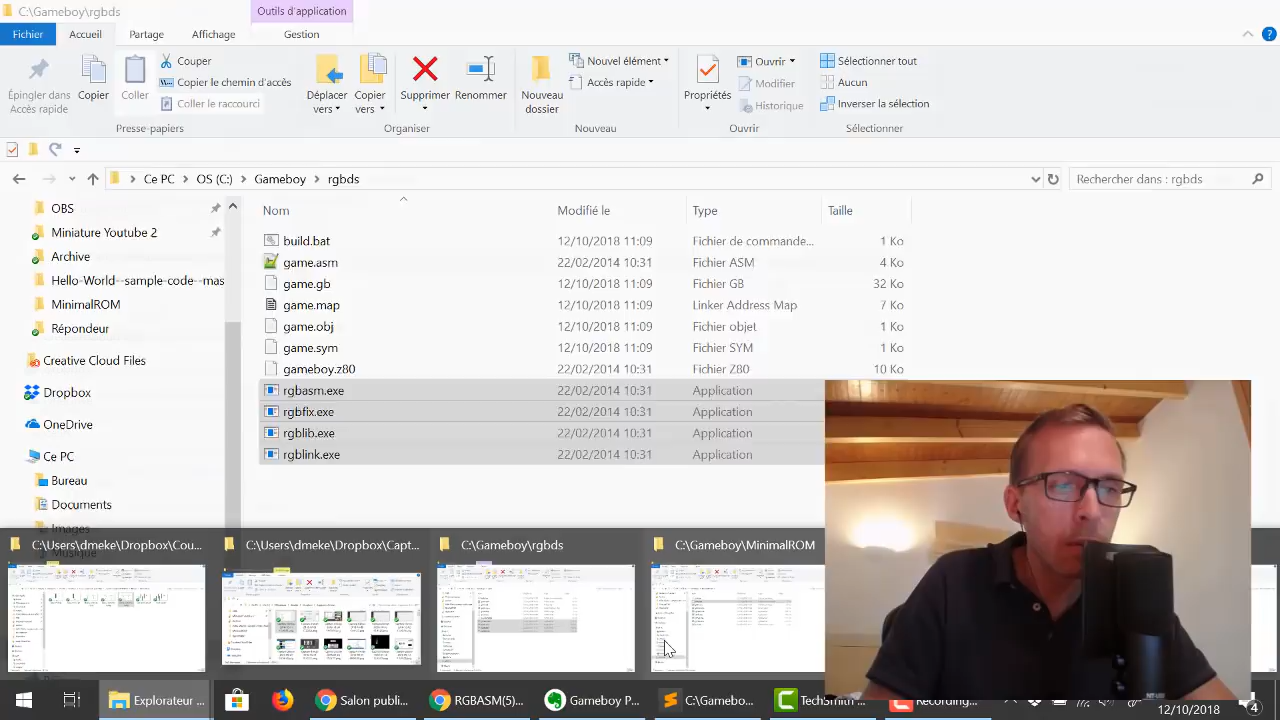 C:\Gameboy\rgbds
Outils d'application
Fichier
Accueil
Partage
Affichage
Gestion
Épingler dans
Accès rapide
Copier
Coller
Couper
Copier le chemin d'accès
Coller le raccourci
Presse-papiers
Déplacer
vers
Copier
vers
Supprimer
Renommer
Organiser
Nouveau
dossier
Nouvel élément
Accès rapide
Nouveau
Propriétés
Ouvrir
Modifier
Historique
Ouvrir
Sélectionner tout
Aucun
Inverser la sélection
Sélectionner
Ce PC
OS (C:)
Gameboy
rgbds
Rechercher dans : rgbds
OBS
Miniature Youtube 2
Archive
Hello-World--sample-code--mas
MinimalROM
Répondeur
Creative Cloud Files
Dropbox
OneDrive
Ce PC
Bureau
Documents
Images
Musique
Nom Modifié le Type Taille
build.bat 12/10/2018 11:09 Fichier de commande... 1 Ko
game.asm 22/02/2014 10:31 Fichier ASM 4 Ko
game.gb 12/10/2018 11:09 Fichier GB 32 Ko
game.map 12/10/2018 11:09 Linker Address Map 7 Ko
game.obj 12/10/2018 11:09 Fichier objet 1 Ko
game.sym 12/10/2018 11:09 Fichier SYM 1 Ko
gameboy.z80 22/02/2014 10:31 Fichier Z80 10 Ko
rgbasm.exe 22/02/2014 10:31 Application
rgbfix.exe 22/02/2014 10:31 Application
rgblib.exe 22/02/2014 10:31 Application
rgblink.exe 22/02/2014 10:31 Application
C:\Users\dmeke\Dropbox\Cou...
C:\Users\dmeke\Dropbox\Capt...
C:\Gameboy\rgbds
C:\Gameboy\MinimalROM
Explorateur ...
Salon publi...
RGBASM(5)...
Gameboy P...
C:\Gamebo...
TechSmith
Recording...
12/10/2018
4